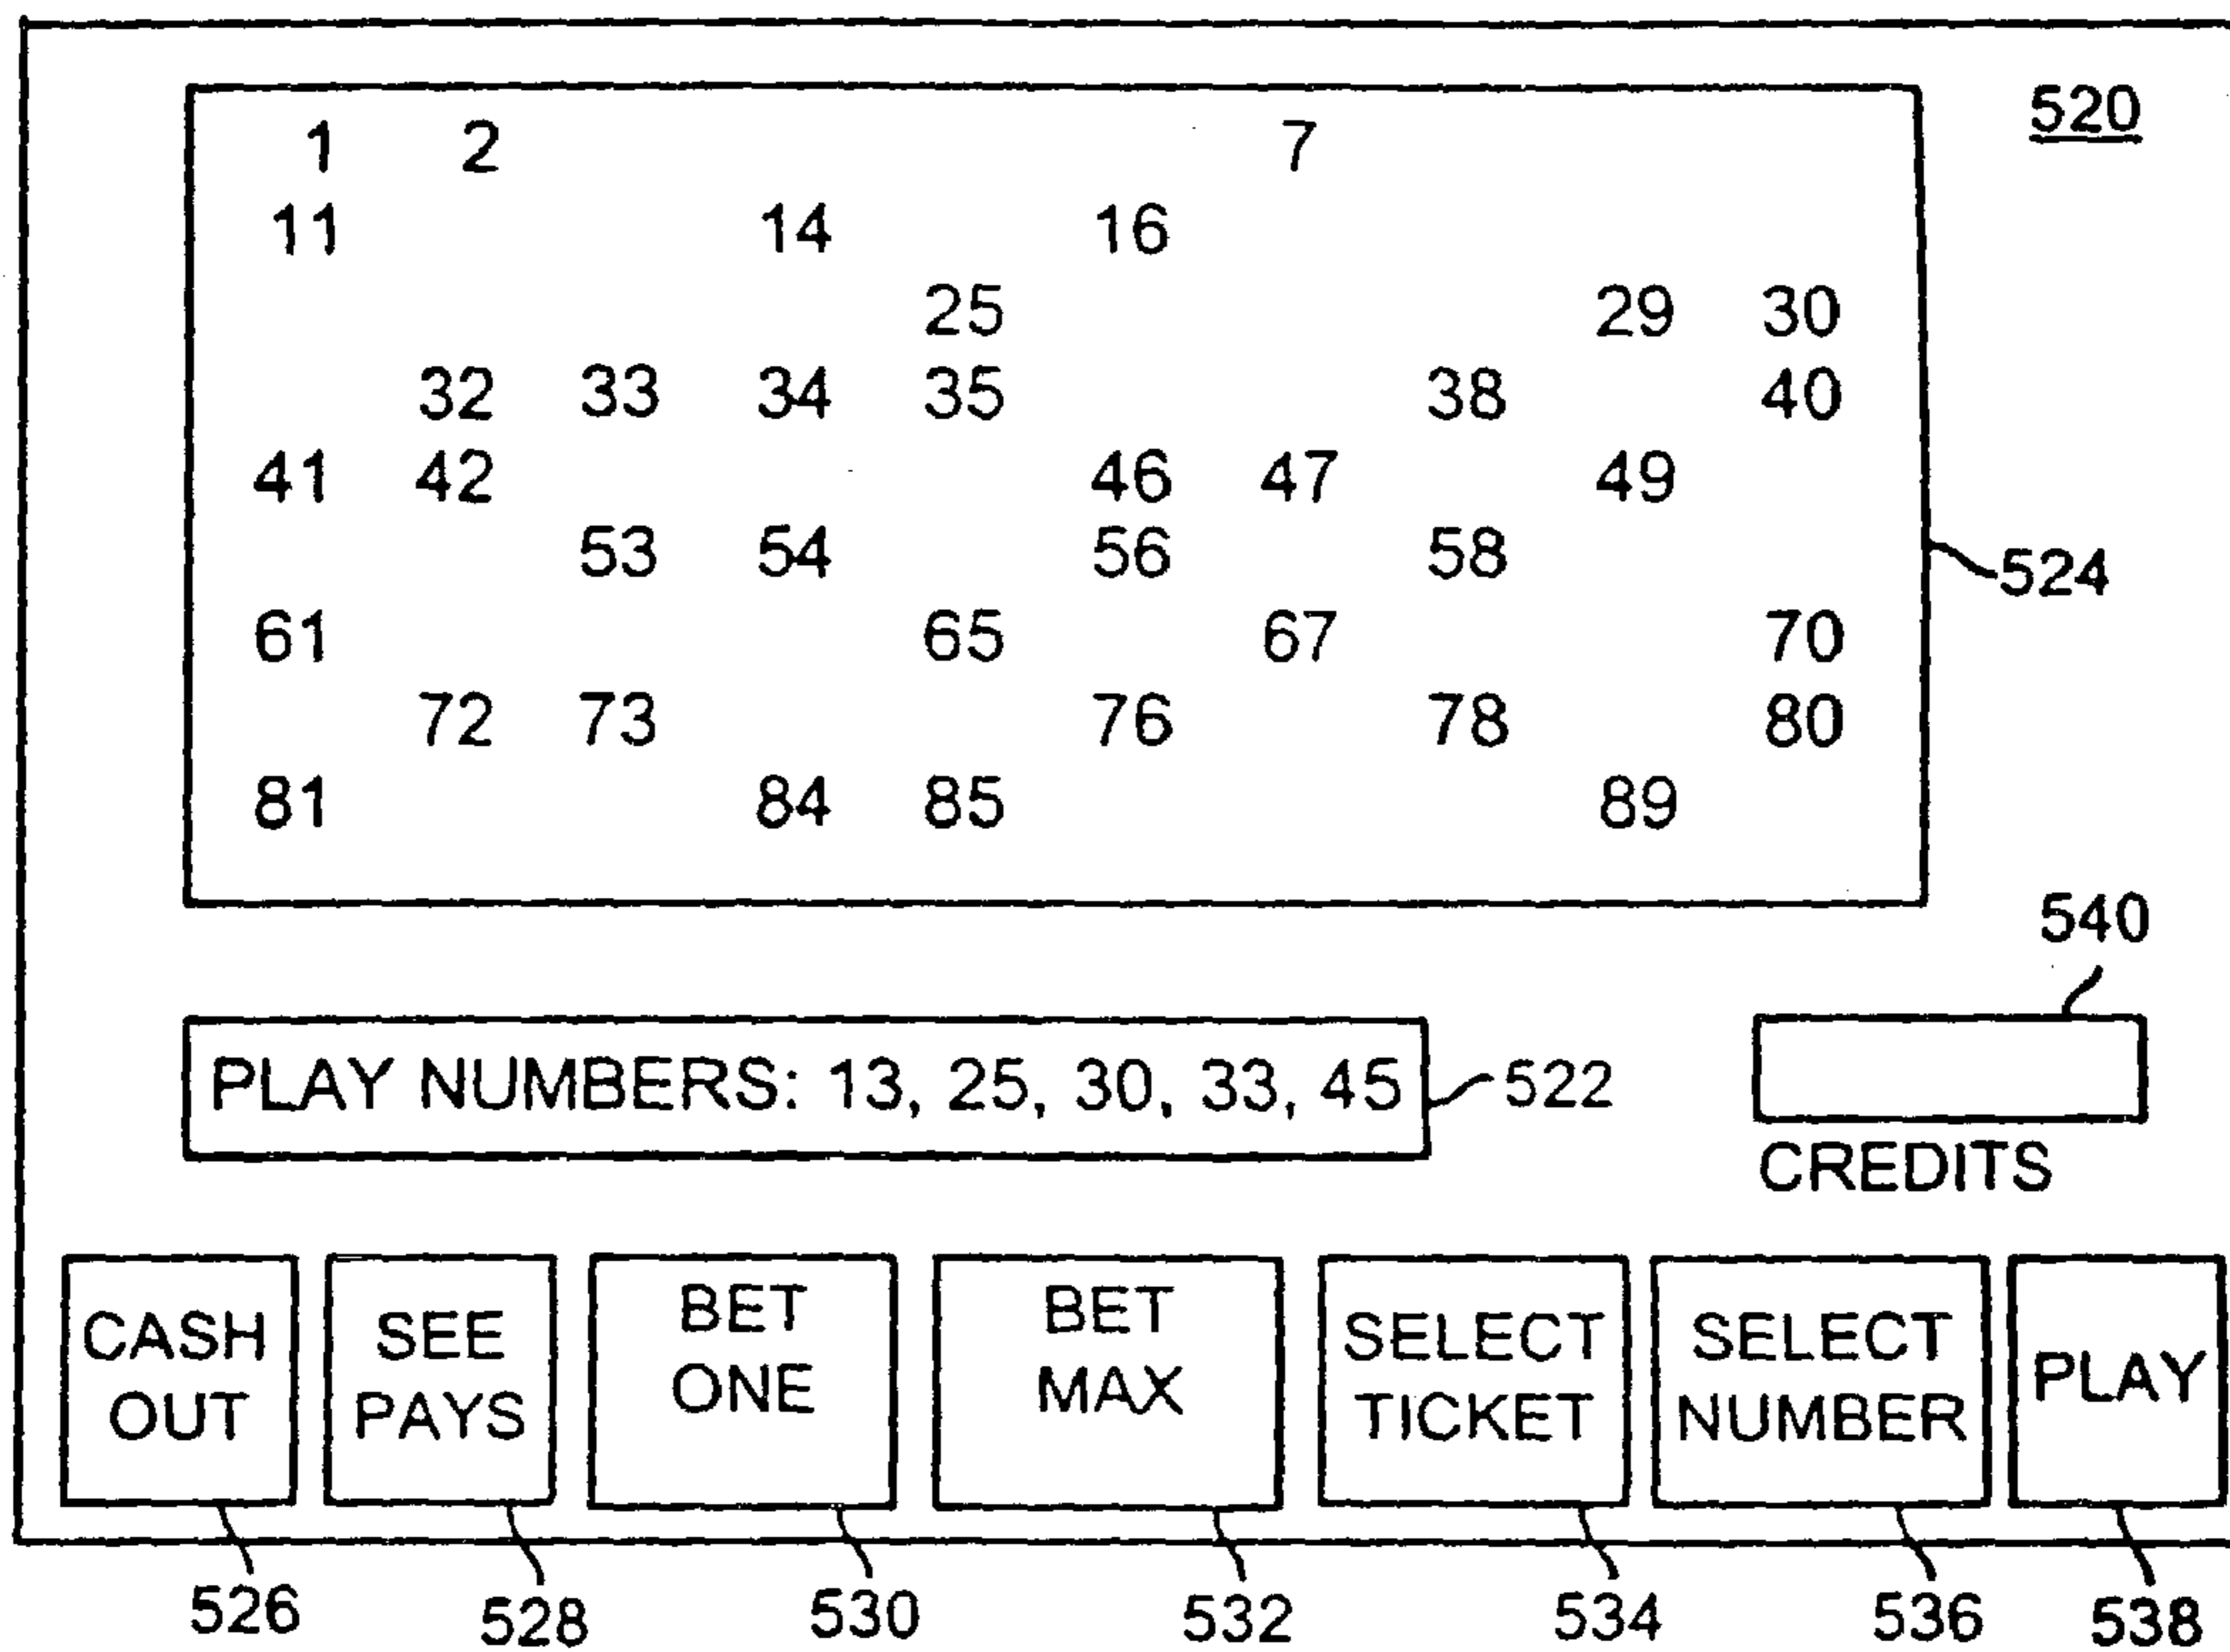 520
1 2 7
11 14 16
25 29 30
32 33 34 35 38 40
41 42 46 47 49
53 54 56 58
524
61 65 67 70
72 73 76 78 80
81 84 85 89
540
PLAY NUMBERS: 13, 25, 30, 33, 45
522
CREDITS
CASH
OUT
SEE
PAYS
BET
ONE
BET
MAX
SELECT
TICKET
SELECT
NUMBER
PLAY
526 528 530 532 534 536 538